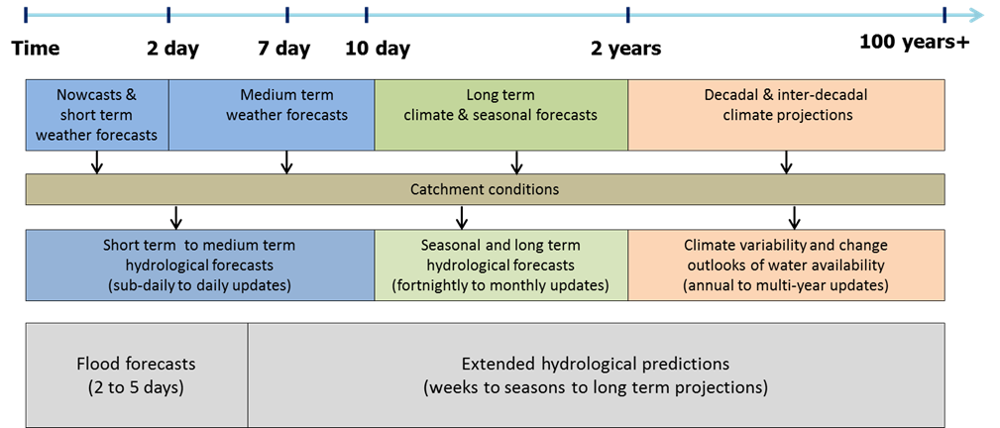 Time 2 day 7 day 10 day 2 years 100 years+
Nowcasts &
short term
weather forecasts
Medium term
weather forecasts
Long term
climate & seasonal forecasts
Decadal & inter-decadal
climate projections
Catchment conditions
Short term to medium term
hydrological forecasts
(sub-daily to daily updates)
Seasonal and long term
hydrological forecasts
(fortnightly to monthly updates)
Climate variability and change
outlooks of water availability
(annual to multi-year updates)
Flood forecasts
(2 to 5 days)
Extended hydrological predictions
(weeks to seasons to long term projections)